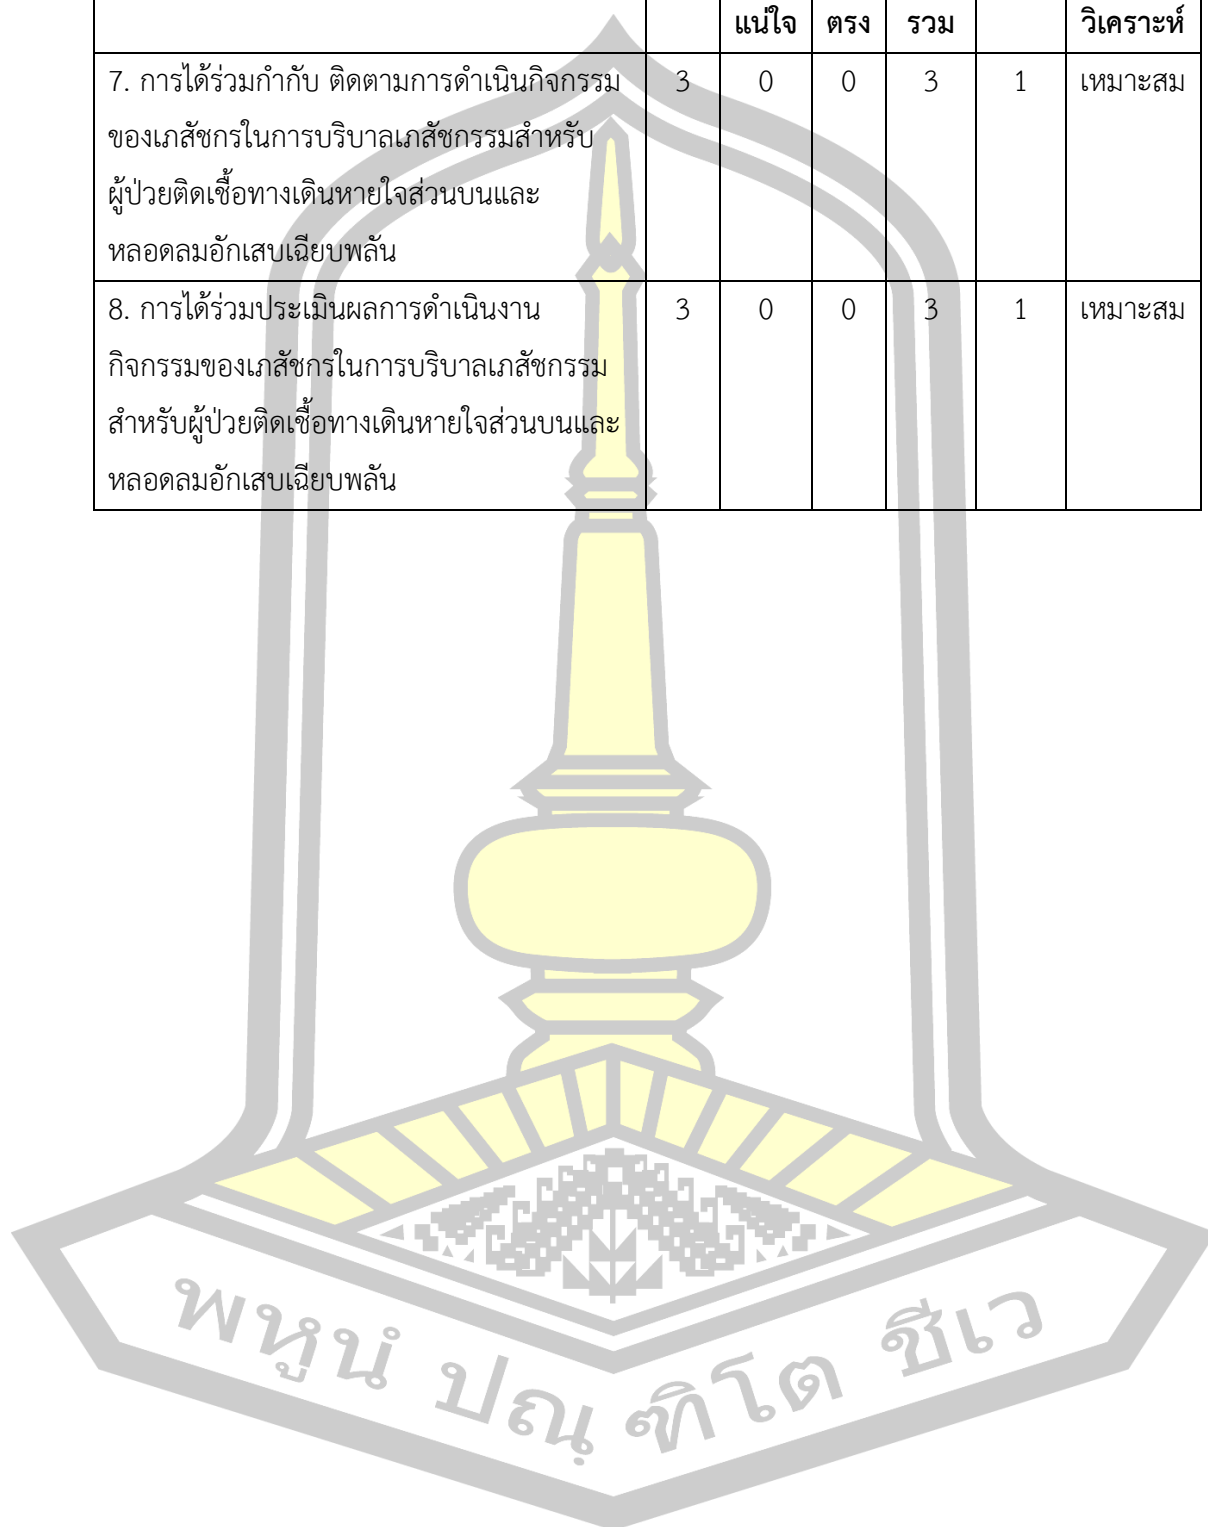 แน่ใจ ตรง รวม วิเคราะห์
7. การได้ร่วมกำกับ ติดตามการดำเนินกิจกรรม 3 0 0 3 1 เหมาะสม
ของเภสัชกรในการบริบาลเภสัชกรรมสำหรับ
ผู้ป่วยติดเชื้อทางเดินหายใจส่วนบนและ
หลอดลมอักเสบเฉียบพลัน
8. การได้ร่วมประเมินผลการดำเนินงาน 3 0 0 3 1 เหมาะสม
กิจกรรมของเภสัชกรในการบริบาลเภสัชกรรม
สำหรับผู้ป่วยติดเชื้อทางเดินหายใจส่วนบนและ
หลอดลมอักเสบเฉียบพลัน
พหูนํ ปณฺฑิโต ชีเว